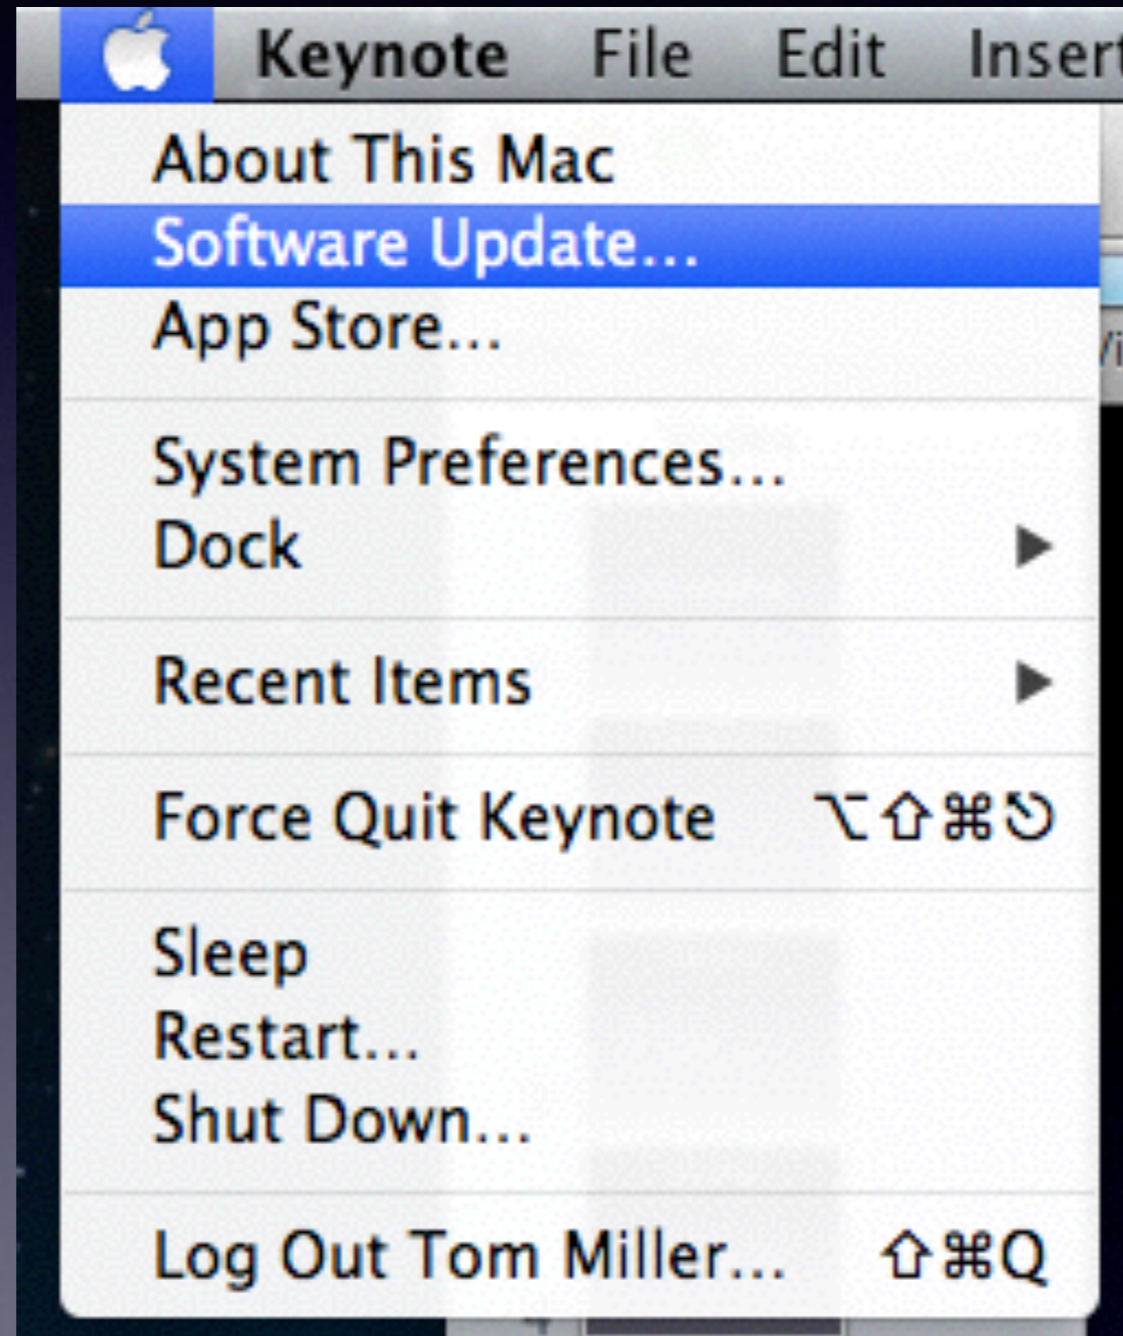 Keynote File Edit Insert
About This Mac
Software Update...
App Store...
System Preferences...
Dock ▶
Recent Items ▶
Force Quit Keynote ⌥⇧⌘⎋
Sleep
Restart...
Shut Down...
Log Out Tom Miller... ⇧⌘Q